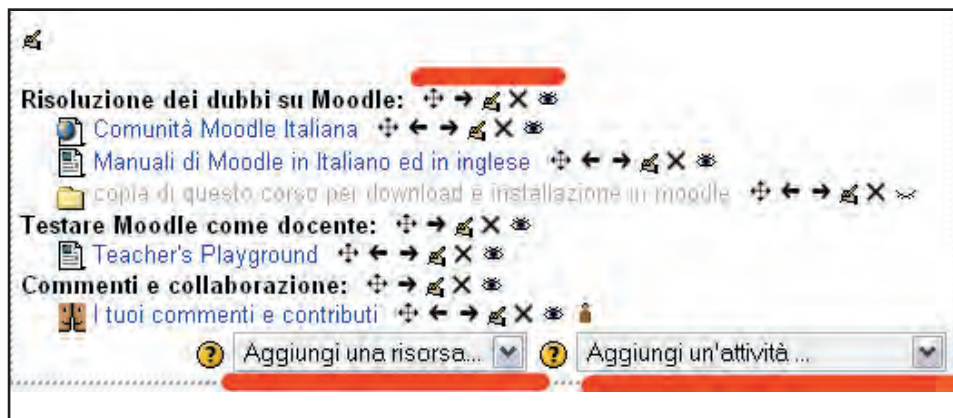 Risoluzione dei dubbi su Moodle:
Comunità Moodle Italiana
Manuali di Moodle in Italiano ed in inglese
copia di questo corso per download e installazione in moodle
Testare Moodle come docente:
Teacher's Playground
Commenti e collaborazione:
I tuoi commenti e contributi
? Aggiungi una risorsa... ? Aggiungi un'attività ...